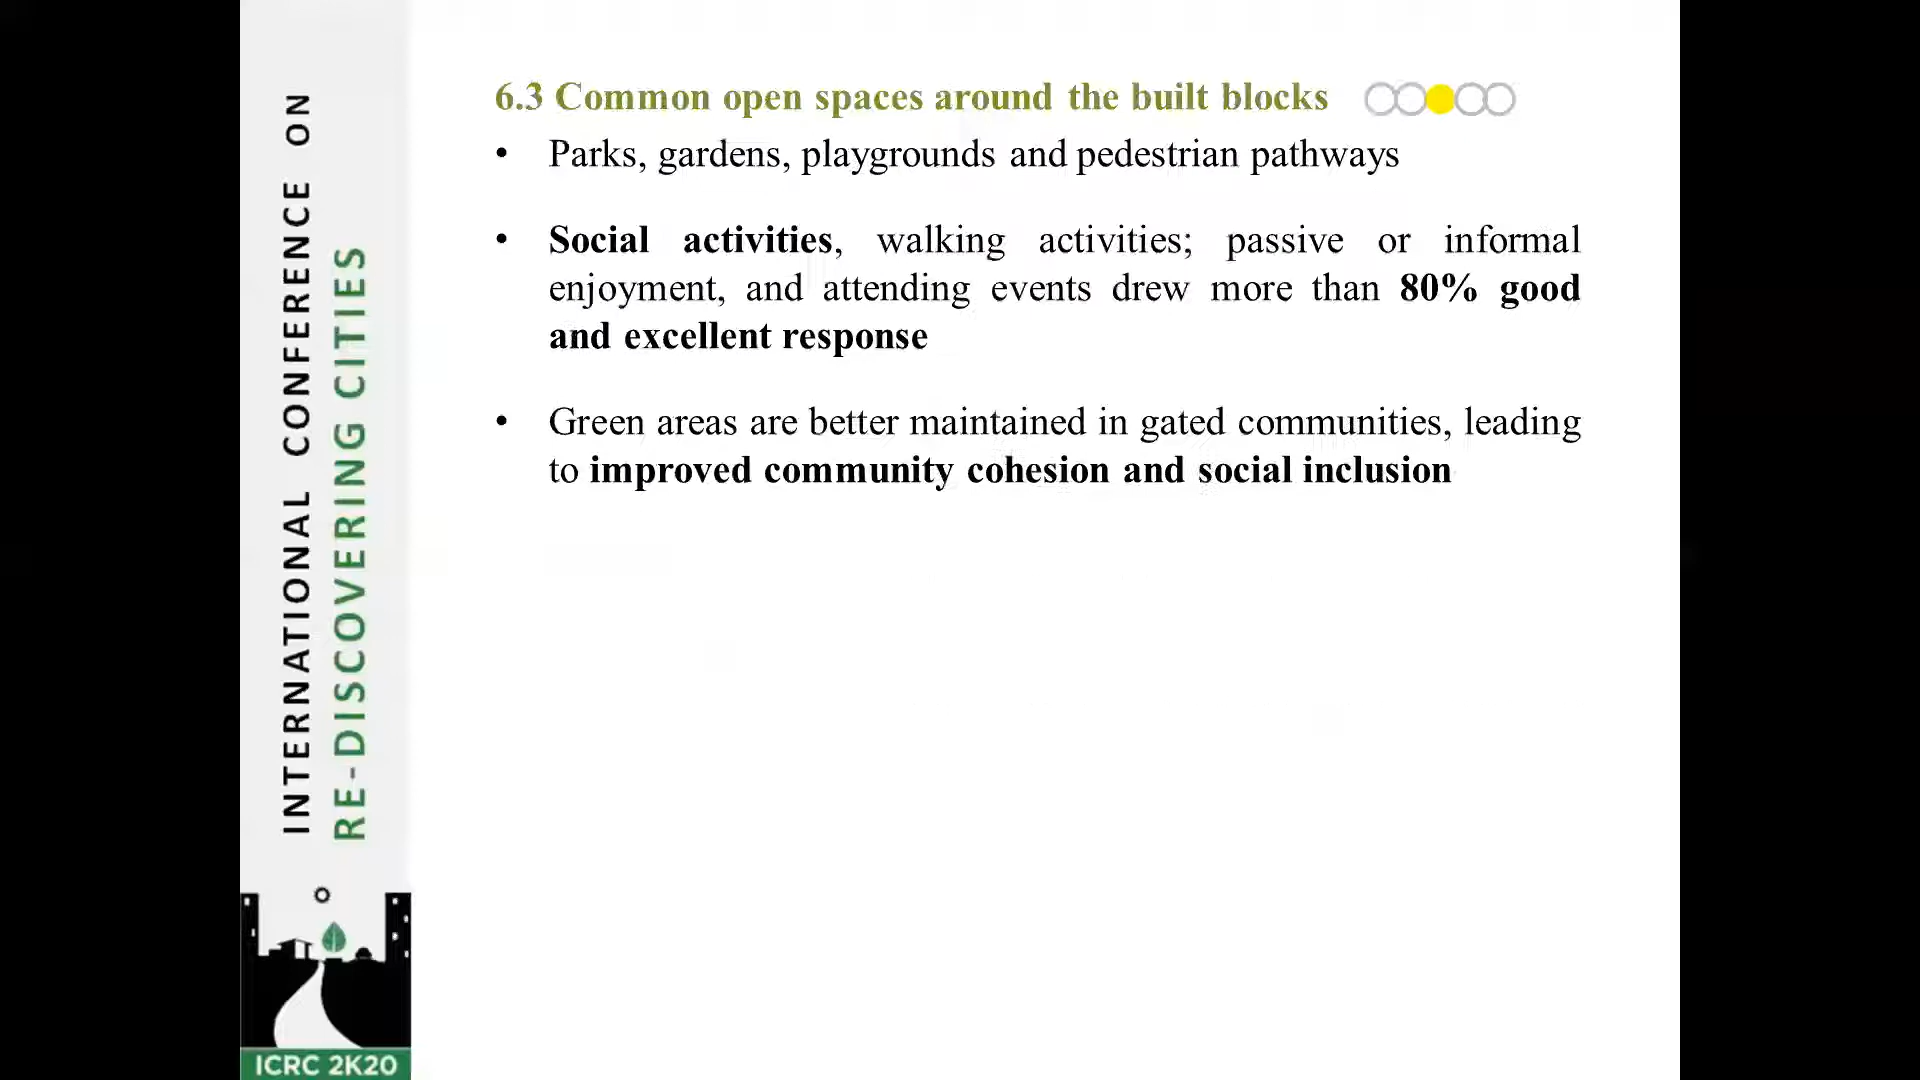 INTERNATIONAL CONFERENCE ON
RE-DISCOVERING CITIES
ICRC 2K20
6.3 Common open spaces around the built blocks
• Parks, gardens, playgrounds and pedestrian pathways
• Social activities, walking activities; passive or informal
enjoyment, and attending events drew more than 80% good
and excellent response
• Green areas are better maintained in gated communities, leading
to improved community cohesion and social inclusion